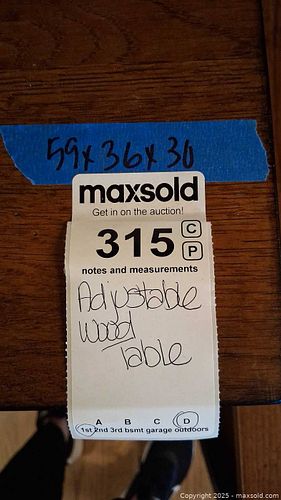 59x36x30
maxsold
Get in on the auction!
315 C
P
notes and measurements
Adjustable
Wood
Table
A B C D
1st 2nd 3rd bsmt garage outdoors
Copyright 2025 - maxsold.com